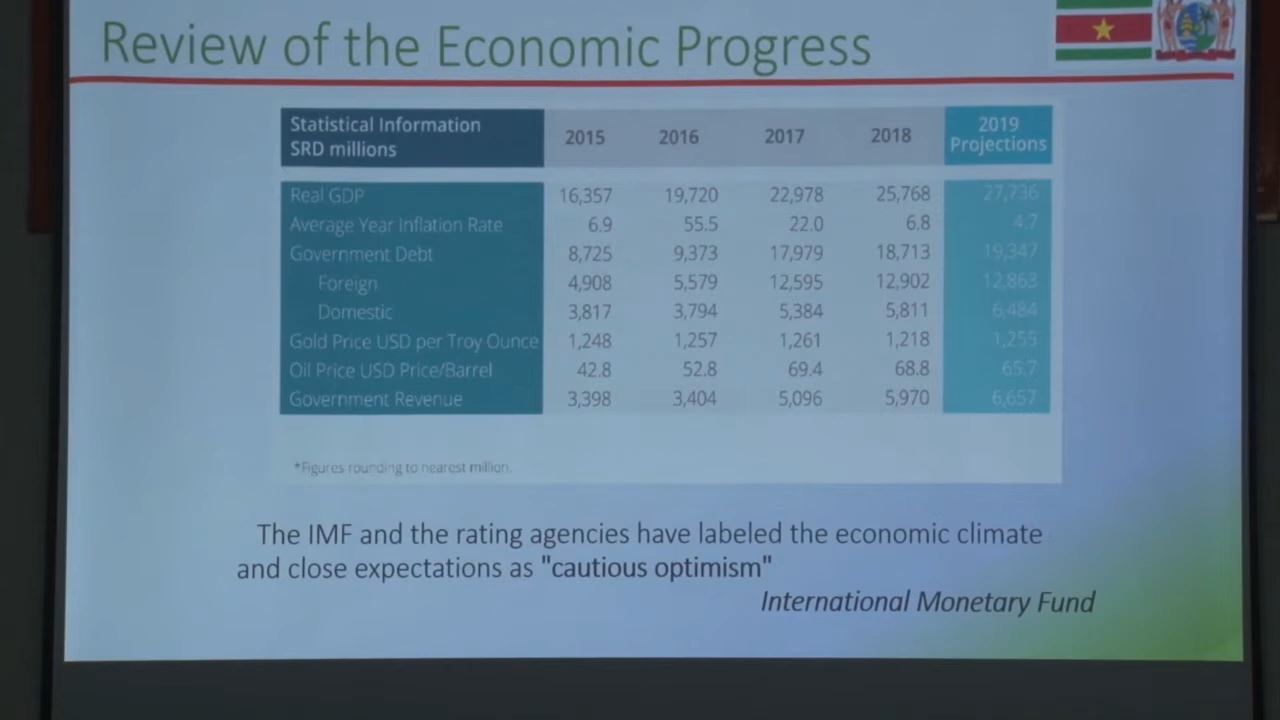 Review of the Economic Progress
Statistical Information
SRD millions
2015 2016 2017 2018 2019
Projections
Real GDP 16,357 19,720 22,978 25,768 27,736
Average Year Inflation Rate 6.9 55.5 22.0 6.8 4.7
Government Debt 8,725 9,373 17,979 18,713 19,347
Foreign 4,908 5,579 12,595 12,902 12,863
Domestic 3,817 3,794 5,384 5,811 6,484
Gold Price USD per Troy Ounce 1,248 1,257 1,261 1,218 1,255
Oil Price USD Price/Barrel 42.8 52.8 69.4 68.8 65.7
Government Revenue 3,398 3,404 5,096 5,970 6,657
*Figures rounding to nearest million.
The IMF and the rating agencies have labeled the economic climate
and close expectations as "cautious optimism"
International Monetary Fund